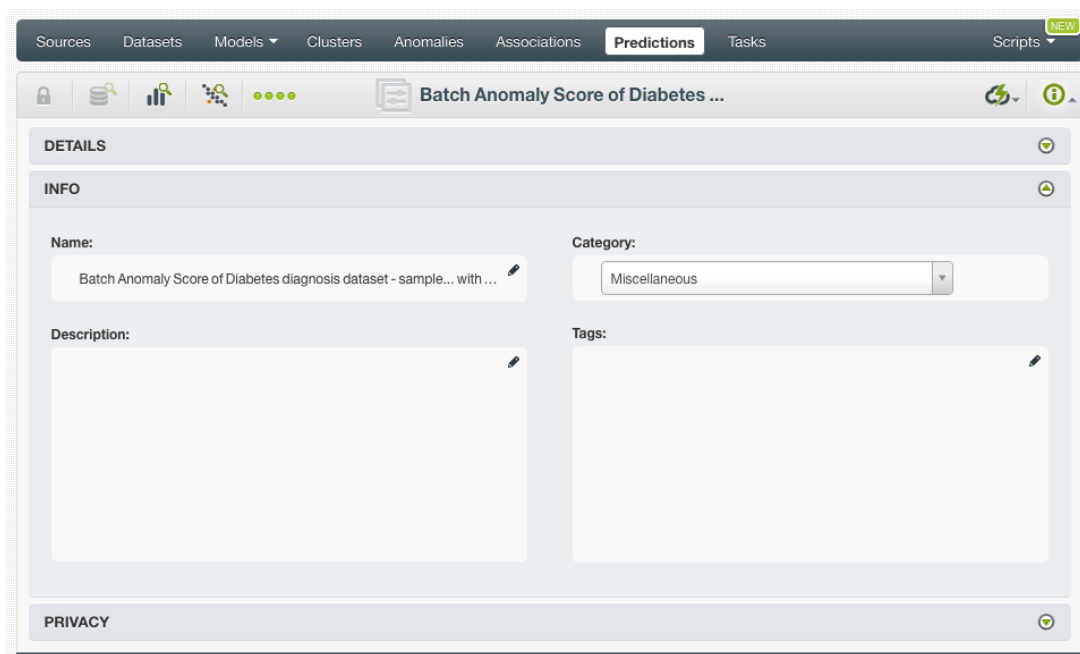 NEW
Sources Datasets Models Clusters Anomalies Associations Predictions Tasks Scripts
Batch Anomaly Score of Diabetes ...
DETAILS
INFO
Name: Category:
Batch Anomaly Score of Diabetes diagnosis dataset - sample... with ... Miscellaneous
Description: Tags:
PRIVACY